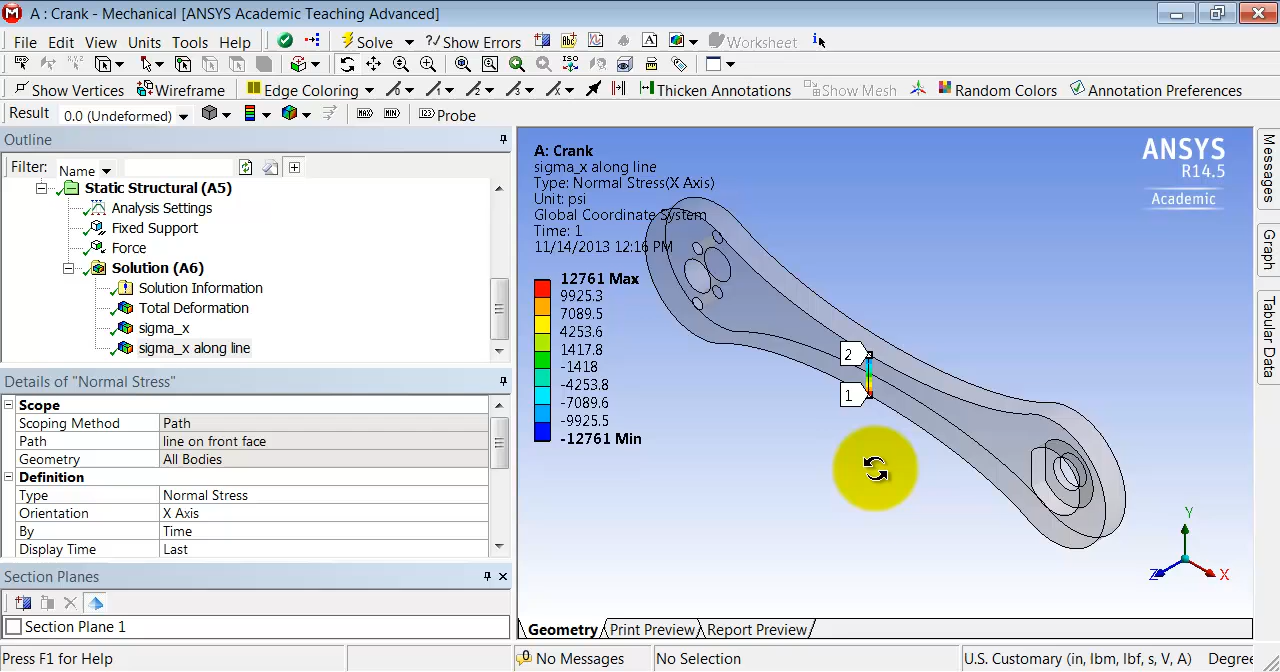 A : Crank - Mechanical [ANSYS Academic Teaching Advanced]
File Edit View Units Tools Help Solve Show Errors Worksheet
Show Vertices Wireframe Edge Coloring Thicken Annotations Show Mesh Random Colors Annotation Preferences
Result 0.0 (Undeformed) MAX MIN Probe
Outline
Filter: Name
Static Structural (A5)
Analysis Settings
Fixed Support
Force
Solution (A6)
Solution Information
Total Deformation
sigma_x
sigma_x along line
Details of "Normal Stress"
Scope
Scoping Method Path
Path line on front face
Geometry All Bodies
Definition
Type Normal Stress
Orientation X Axis
By Time
Display Time Last
Section Planes
Section Plane 1
A: Crank
sigma_x along line
Type: Normal Stress(X Axis)
Unit: psi
Global Coordinate System
Time: 1
11/14/2013 12:16 PM
12761 Max
9925.3
7089.5
4253.6
1417.8
-1418
-4253.8
-7089.6
-9925.5
-12761 Min
2
1
ANSYS
R14.5
Academic
Y
Z
X
Messages
Graph
Tabular Data
Geometry Print Preview Report Preview
Press F1 for Help No Messages No Selection U.S. Customary (in, lbm, lbf, s, V, A) Degree